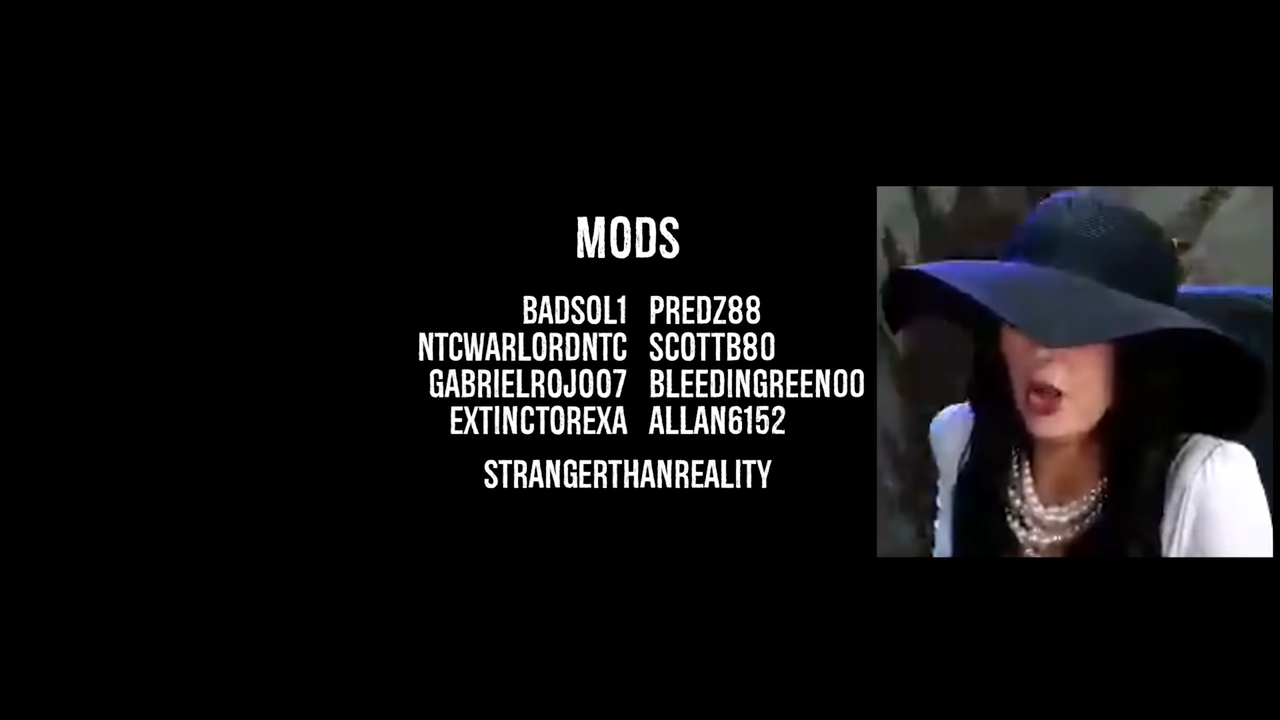 MODS
BADSOL1 PREDZ88
NTCWARLORDNTC SCOTTB80
GABRIELROJO07 BLEEDINGREEN00
EXTINCTOREXA ALLAN6152
STRANGERTHANREALITY